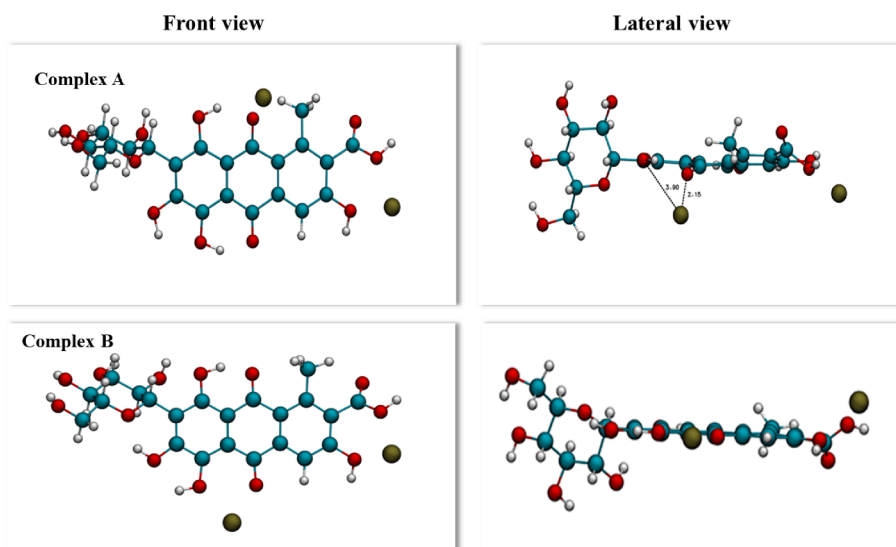 Front view
Lateral view
Complex A
3.90
2.15
Complex B